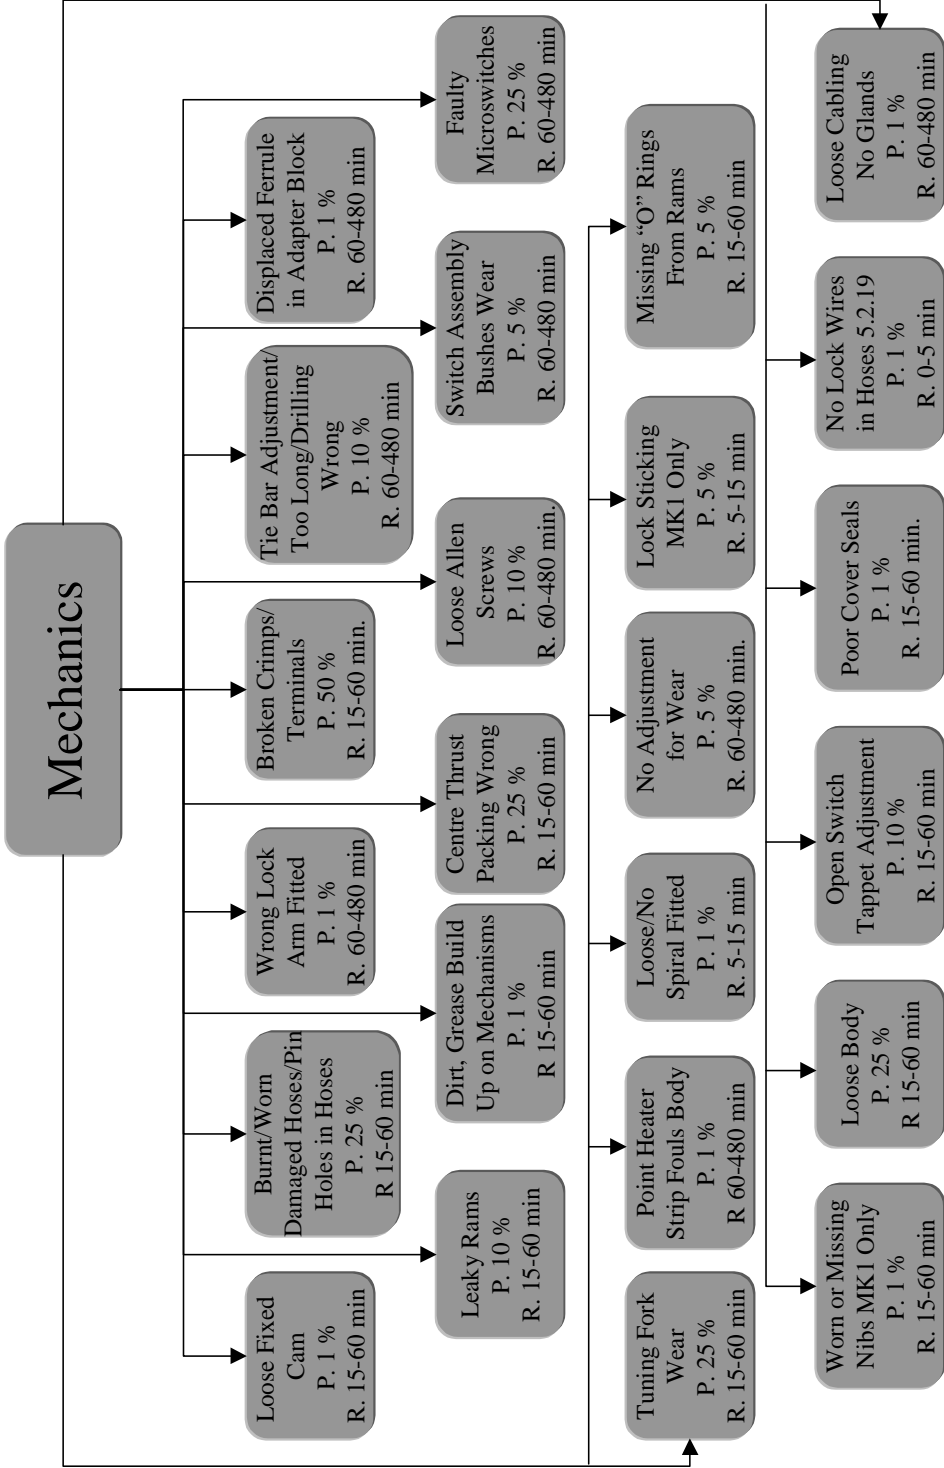 Mechanics
Loose Fixed
Cam
P. 1 %
R. 15-60 min
Burnt/Worn
Damaged Hoses/Pin
Holes in Hoses
P. 25 %
R 15-60 min
Wrong Lock
Arm Fitted
P. 1 %
R. 60-480 min
Broken Crimps/
Terminals
P. 50 %
R. 15-60 min.
Tie Bar Adjustment/
Too Long/Drilling
Wrong
P. 10 %
R. 60-480 min
Displaced Ferrule
in Adapter Block
P. 1 %
R. 60-480 min
Leaky Rams
P. 10 %
R. 15-60 min
Dirt, Grease Build
Up on Mechanisms
P. 1 %
R 15-60 min
Centre Thrust
Packing Wrong
P. 25 %
R. 15-60 min
Loose Allen
Screws
P. 10 %
R. 60-480 min.
Switch Assembly
Bushes Wear
P. 5 %
R. 60-480 min
Faulty
Microswitches
P. 25 %
R. 60-480 min
Tuning Fork
Wear
P. 25 %
R. 15-60 min
Point Heater
Strip Fouls Body
P. 1 %
R 60-480 min
Loose/No
Spiral Fitted
P. 1 %
R. 5-15 min
No Adjustment
for Wear
P. 5 %
R. 60-480 min.
Lock Sticking
MK1 Only
P. 5 %
R. 5-15 min
Missing “O” Rings
From Rams
P. 5 %
R. 15-60 min
Worn or Missing
Nibs MK1 Only
P. 1 %
R. 15-60 min
Loose Body
P. 25 %
R 15-60 min
Open Switch
Tappet Adjustment
P. 10 %
R. 15-60 min
Poor Cover Seals
P. 1 %
R. 15-60 min.
No Lock Wires
in Hoses 5.2.19
P. 1 %
R. 0-5 min
Loose Cabling
No Glands
P. 1 %
R. 60-480 min